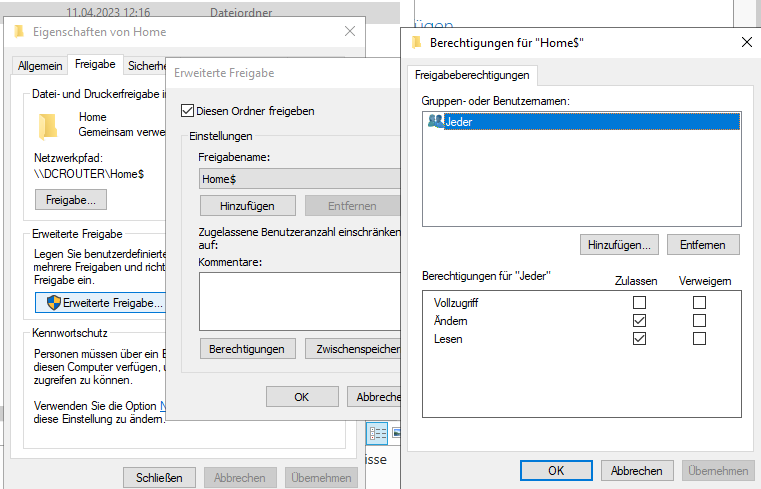 11.04.2023 12:16 Dateiordner
Eigenschaften von Home
Allgemein Freigabe
Datei- und Druckerfreigabe
Home
Gemeinsam
Netzwerkpfad:
\\DCROUTER\Home$
Freigabe...
Erweiterte Freigabe
Legen Sie benutzerdefinierte
mehrere Freigaben und
Freigabe ein.
Erweiterte Freigabe...
Kennwortschutz
Personen müssen über ein
diesen Computer verfügen,
zugreifen zu können.
Verwenden Sie die Option
diese Einstellung zu ändern.
Schließen Abbrechen Übernehmen
Erweiterte Freigabe
Diesen Ordner freigeben
Einstellungen
Freigabename:
Home$
Hinzufügen Entfernen
Zugelassene Benutzeranzahl einschränken
auf:
Kommentare:
Berechtigungen Zwischenspeicher
OK Abbreche
isse
Berechtigungen für "Home$"
Freigabeberechtigungen
Gruppen- oder Benutzernamen:
Jeder
Hinzufügen... Entfernen
Berechtigungen für "Jeder" Zulassen Verweigern
Vollzugriff
Ändern
Lesen
OK Abbrechen Übernehmen